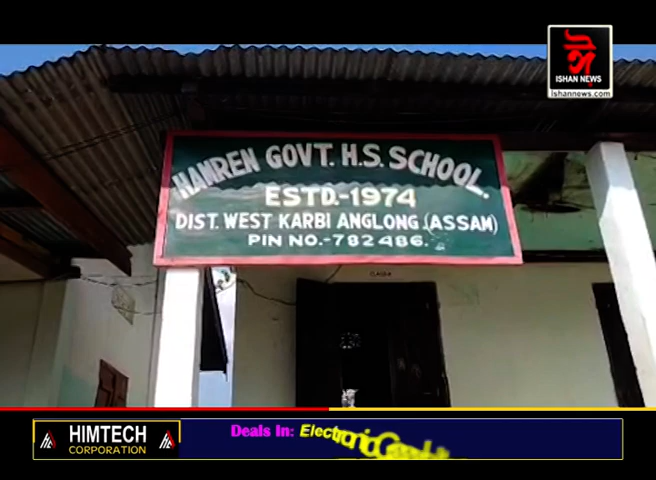 ISHAN NEWS
ishannews.com
HAMREN GOVT. H.S. SCHOOL.
ESTD.-1974
DIST. WEST KARBI ANGLONG.(ASSAM)
PIN NO.-782486.
HIMTECH
CORPORATION
Deals In: